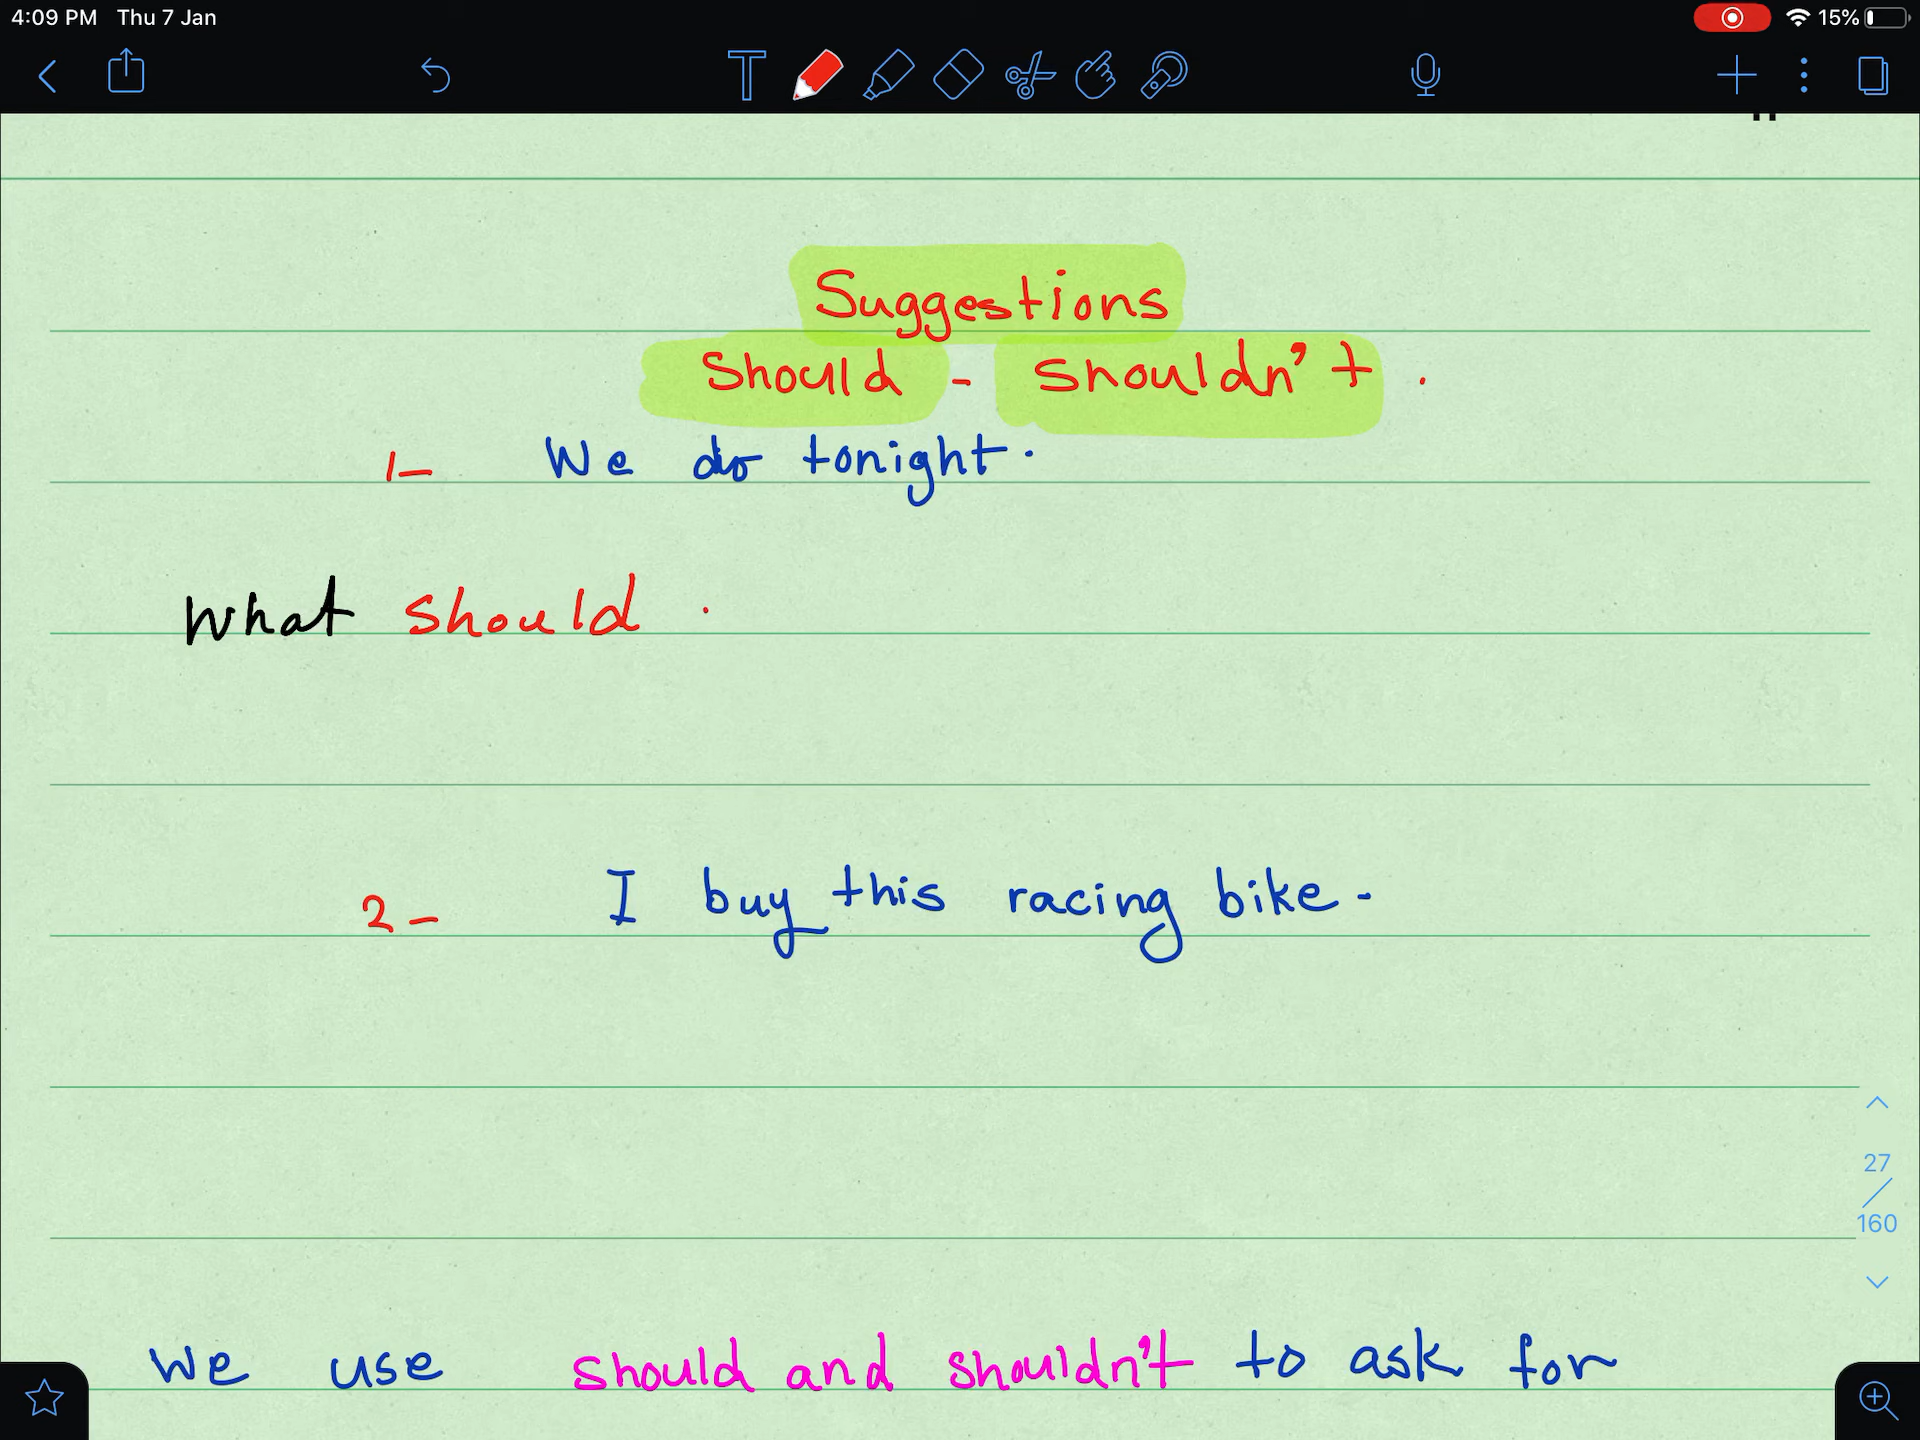 4:09 PM Thu 7 Jan 15%
Suggestions
Should - Shouldn't.
1- We do tonight.
What should
2- I buy this racing bike.
27
/
160
We use should and shouldn't to ask for